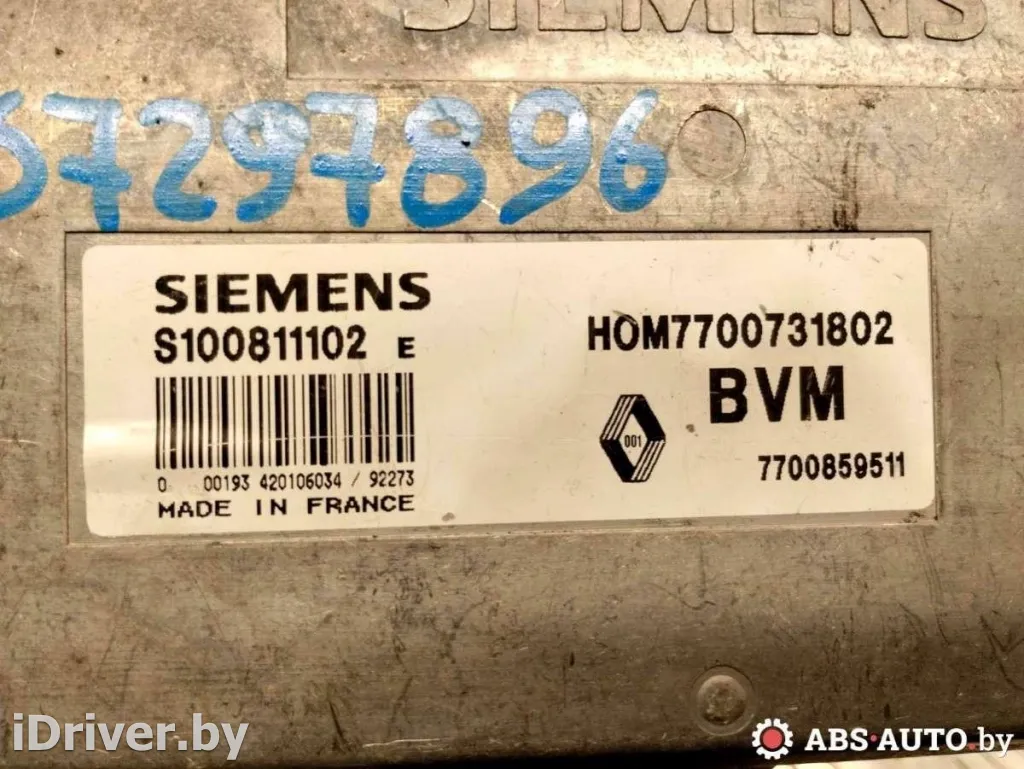 SIEMENS
67297896
SIEMENS
S100811102 E
HOM7700731802
BVM
001
7700859511
0 00193 420106034 / 92273
MADE IN FRANCE
iDriver.by
ABS-AUTO.by